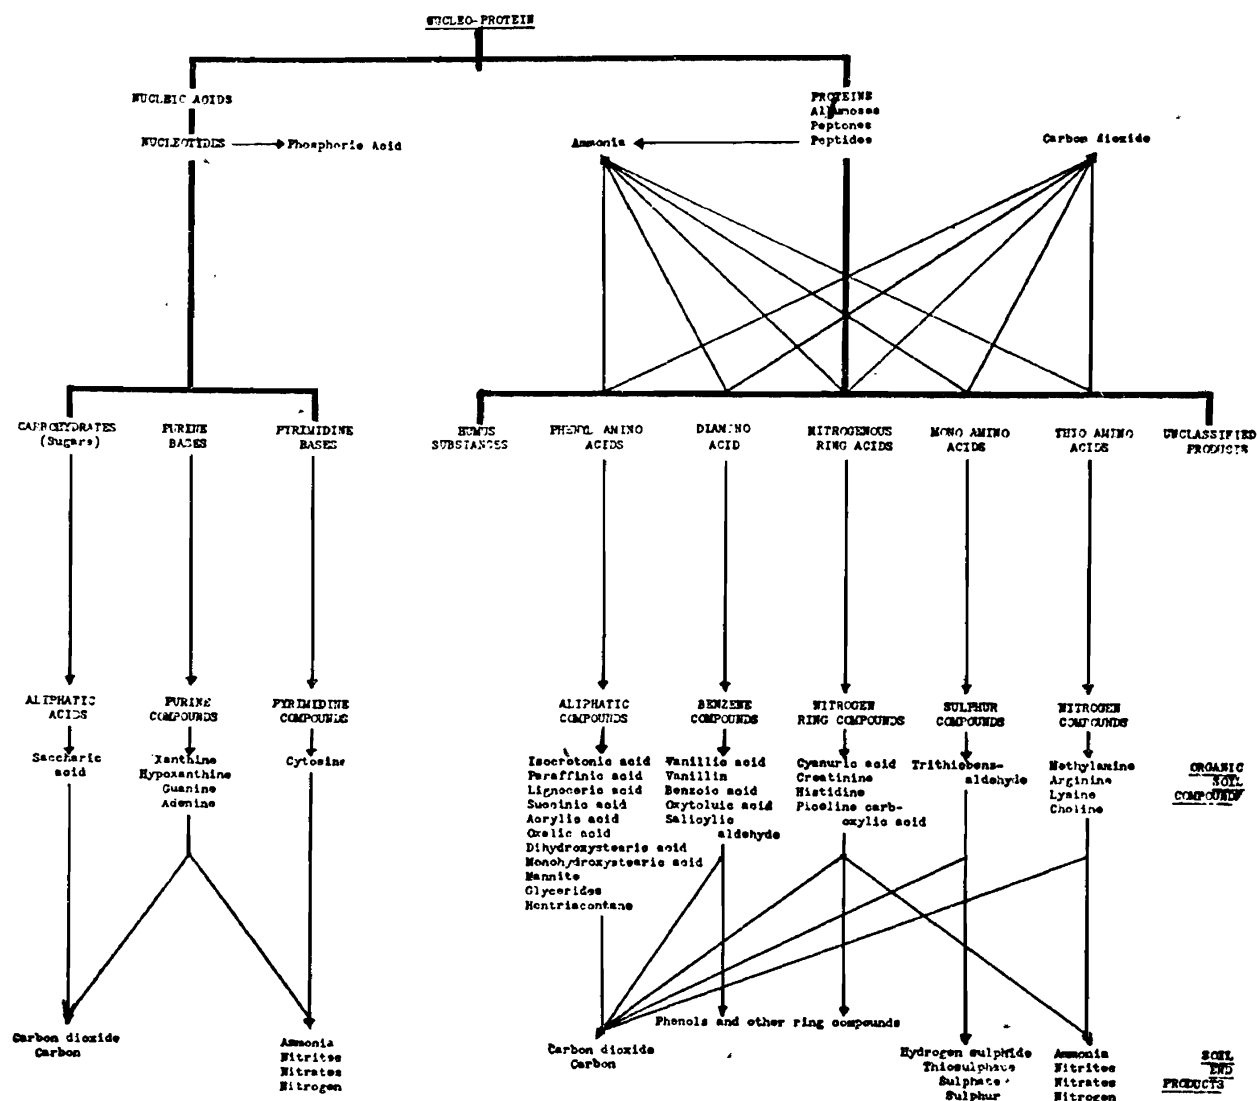 NUCLEO-PROTEIN
NUCLEIC ACIDS
NUCLEOTIDES
Phosphoric Acid
PROTEINS
Peptones
Peptides
Ammonia
Carbon dioxide
CARBOHYDRATES
(Sugars)
PURINE
BASES
PYRIMIDINE
BASES
HUMUS
SUBSTANCES
PHENYL AMINO
ACIDS
DIAMINO
ACID
NITROGENOUS
RING ACIDS
MONO AMINO
ACIDS
THIO AMINO
ACIDS
UNCLASSIFIED
PRODUCTS
ALIPHATIC
ACIDS
PURINE
COMPOUNDS
PYRIMIDINE
COMPOUNDS
ALIPHATIC
COMPOUNDS
BENZENE
COMPOUNDS
NITROGEN
RING COMPOUNDS
SULPHUR
COMPOUNDS
NITROGEN
COMPOUNDS
Saccharic
acid
Xanthine
Hypoxanthine
Guanine
Adenine
Cytosine
Isocrotonic acid
Paraffinic acid
Lignoceric acid
Succinic acid
Acrylic acid
Oxalic acid
Dihydroxystearic acid
Monohydroxystearic acid
Mannite
Glycerides
Hentriacontane
Vanillic acid
Vanillin
Benzoic acid
Oxytoluic acid
Salicylic
aldehyde
Cyanuric acid
Creatinine
Histidine
Picoline carb-
oxylic acid
Trithiobenz-
aldehyde
Methylamine
Arginine
Lysine
Choline
ORGANIC
SOIL
COMPOUNDS
Carbon dioxide
Carbon
Ammonia
Nitrites
Nitrates
Nitrogen
Carbon dioxide
Carbon
Phenols and other ring compounds
Hydrogen sulphide
Thiosulphate
Sulphate
Sulphur
Ammonia
Nitrites
Nitrates
Nitrogen
SOIL
END
PRODUCTS